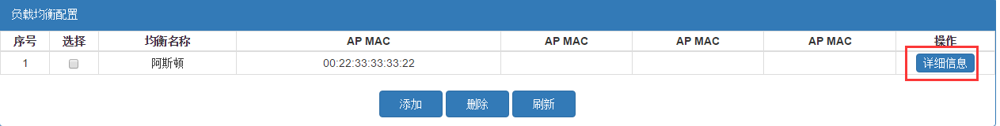 负载均衡配置
序号 选择 均衡名称 AP MAC AP MAC AP MAC AP MAC 操作
1 阿斯顿 00:22:33:33:33:22 详细信息
添加 删除 刷新